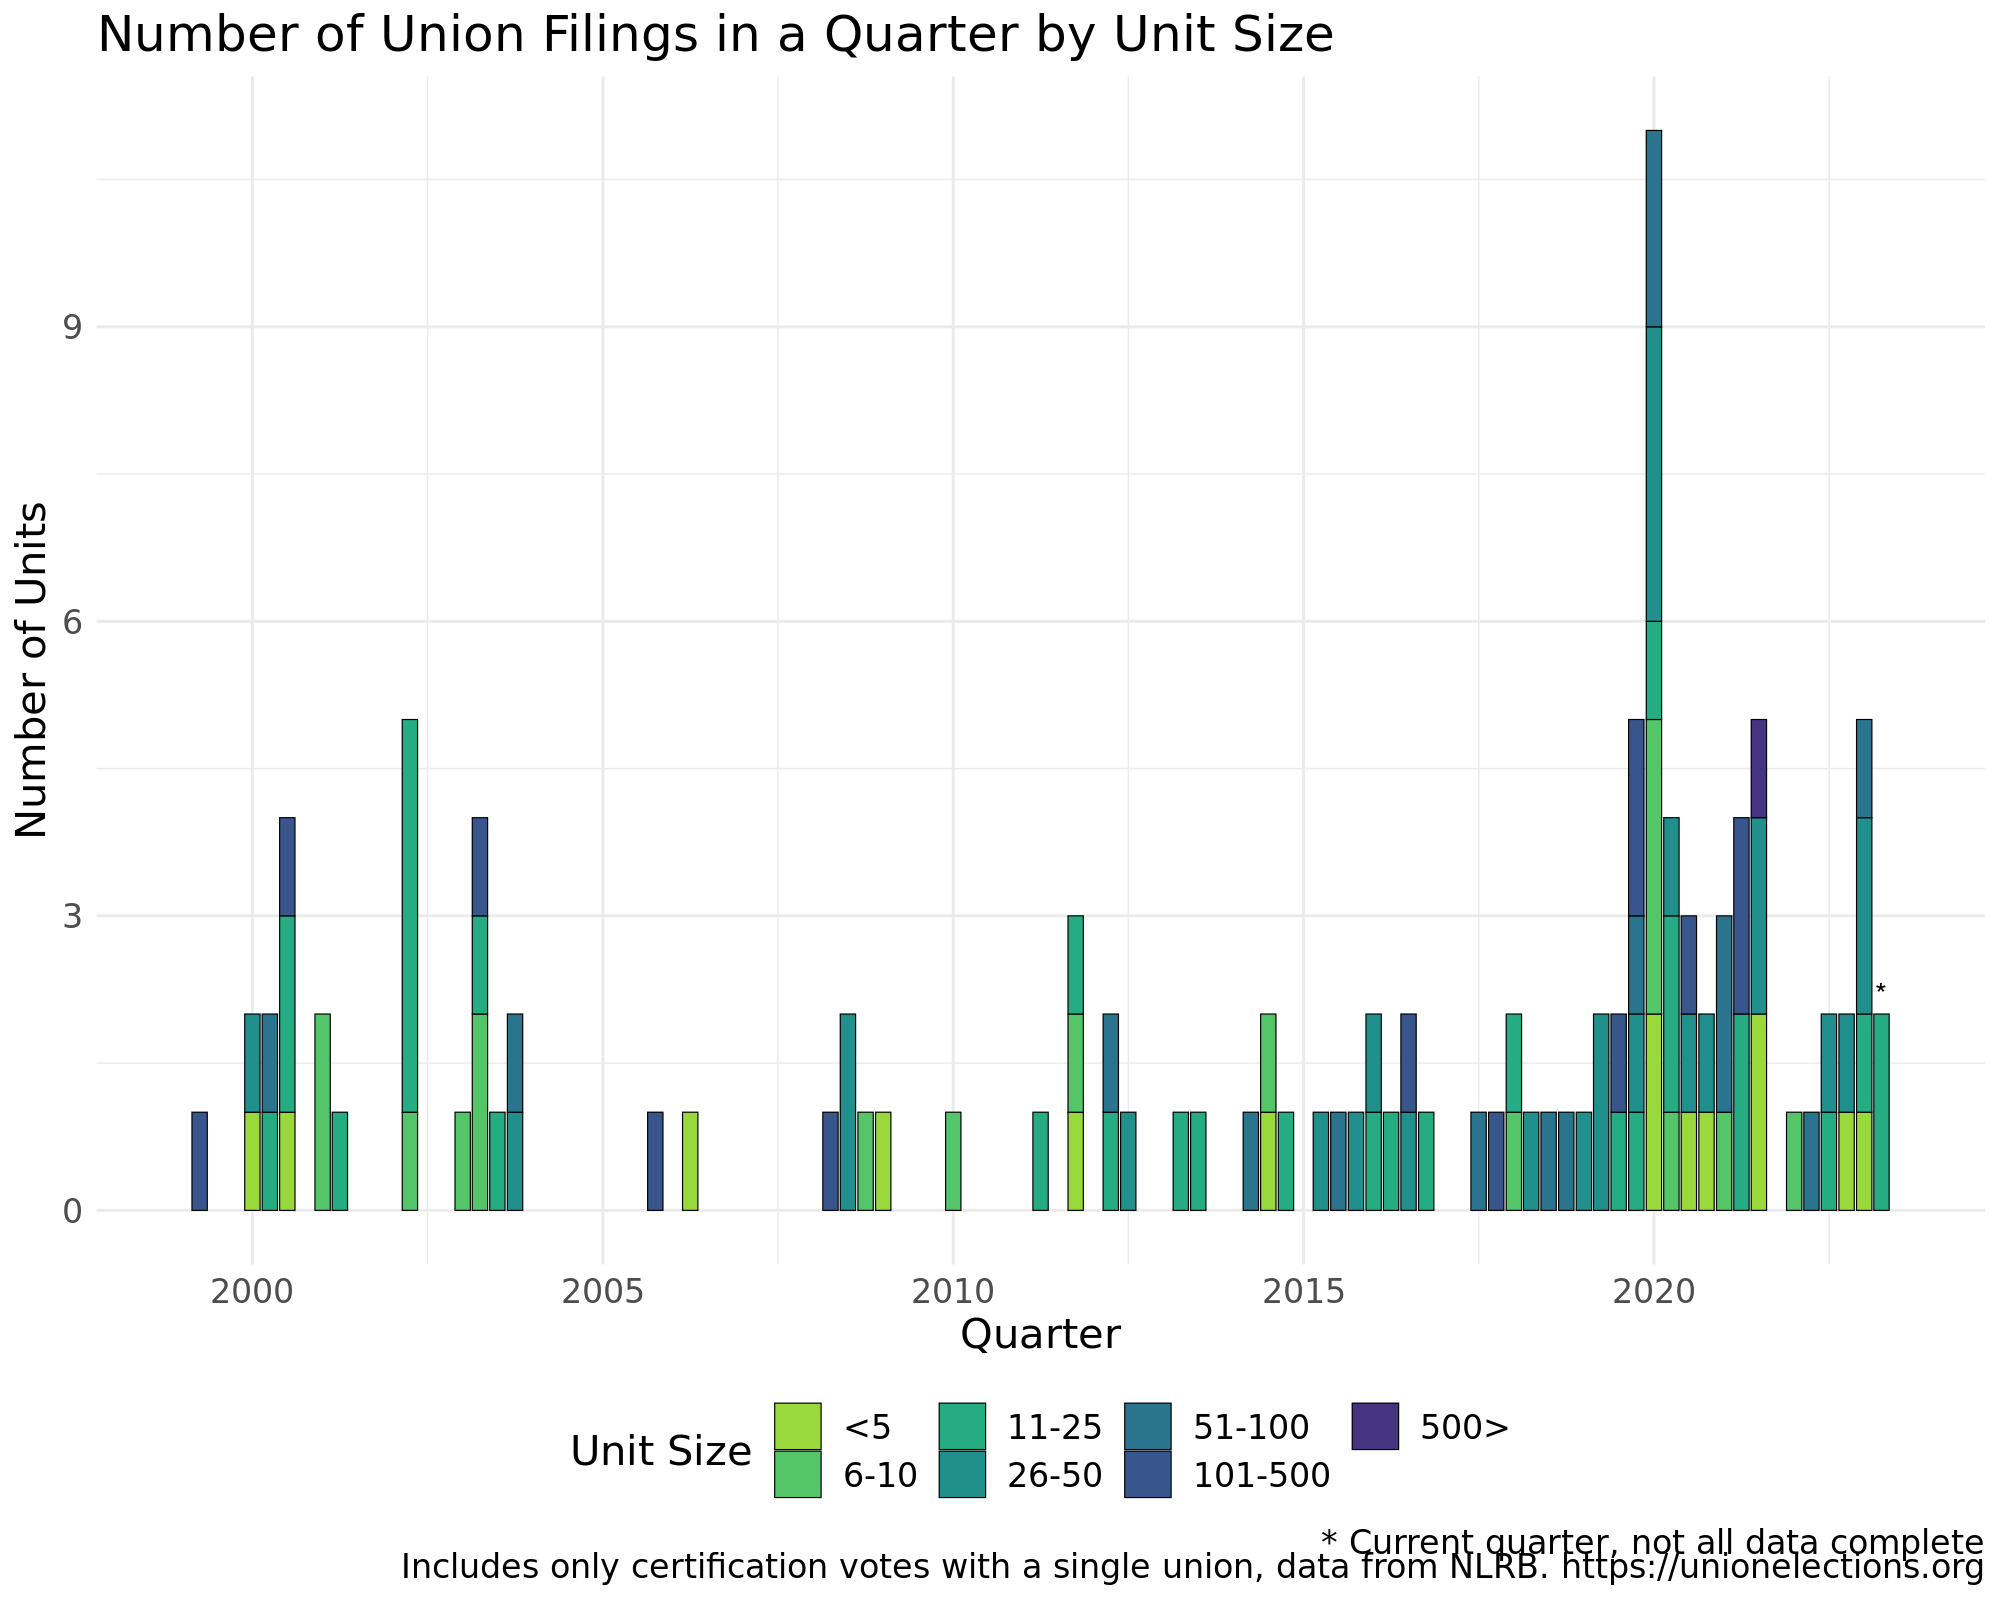 Number of Union Filings in a Quarter by Unit Size
Number of Units
9
6
3
0
*
2000 2005 2010 2015 2020
Quarter
Unit Size
<5 11-25 51-100 500>
6-10 26-50 101-500
* Current quarter, not all data complete
Includes only certification votes with a single union, data from NLRB. https://unionelections.org